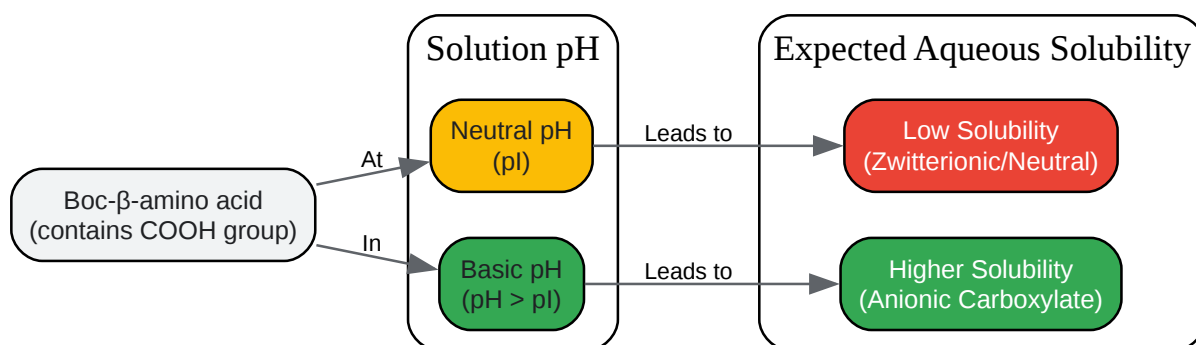 Solution pH
Expected Aqueous Solubility
Boc-β-amino acid
(contains COOH group)
At
In
Neutral pH
(pI)
Basic pH
(pH > pI)
Leads to
Leads to
Low Solubility
(Zwitterionic/Neutral)
Higher Solubility
(Anionic Carboxylate)